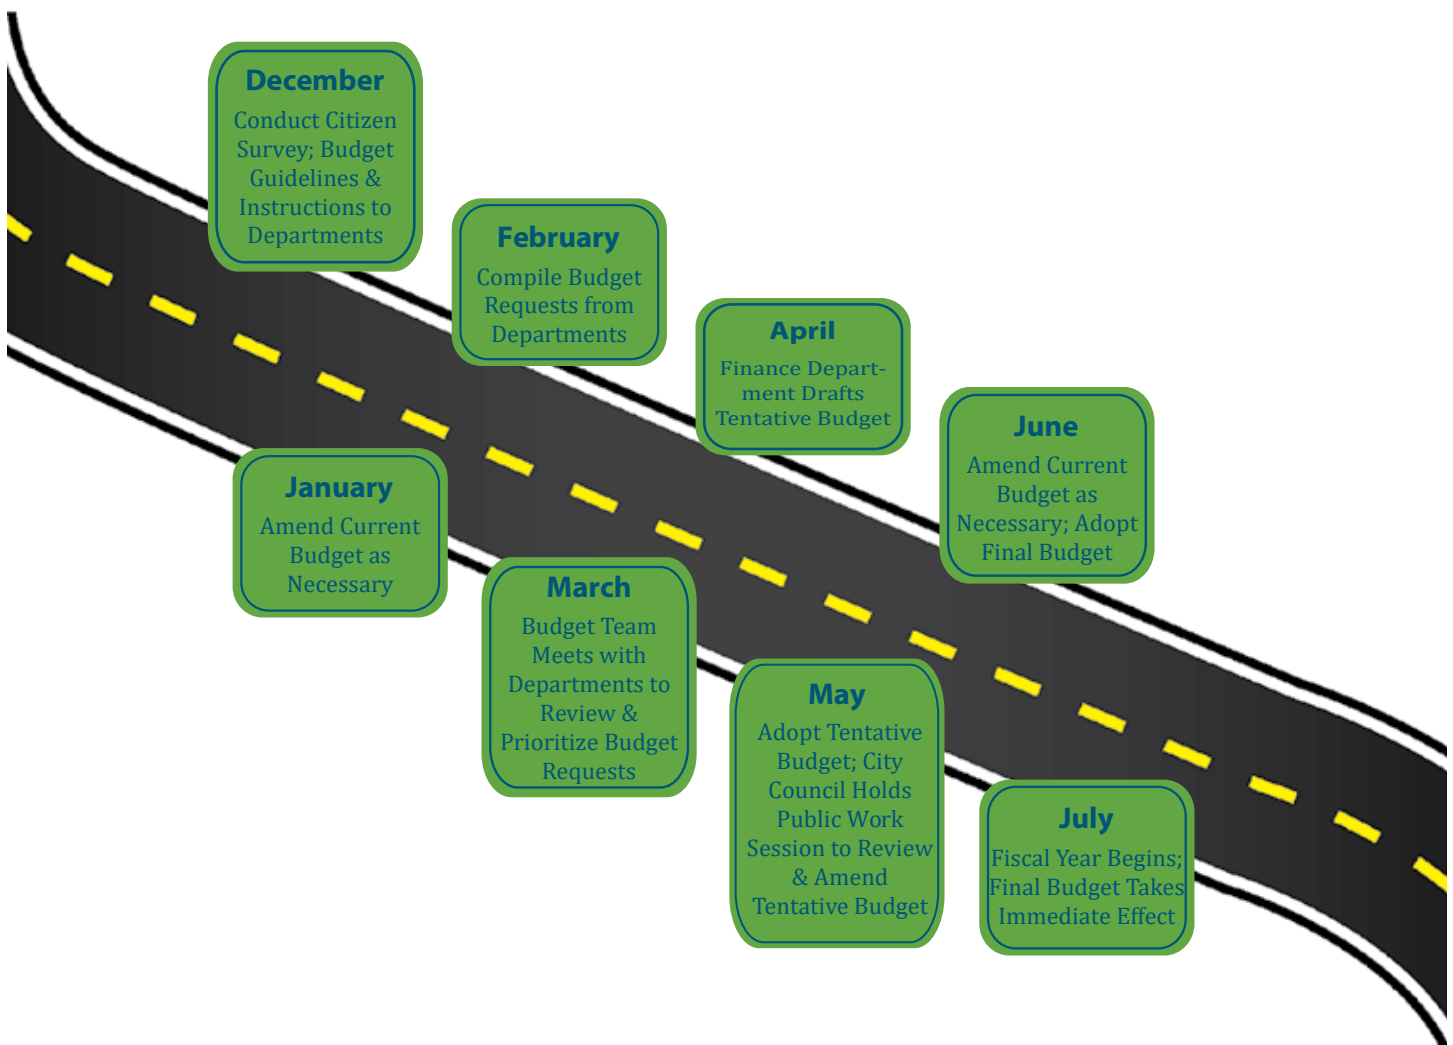 December
Conduct Citizen
Survey; Budget
Guidelines &
Instructions to
Departments
January
Amend Current
Budget as
Necessary
February
Compile Budget
Requests from
Departments
March
Budget Team
Meets with
Departments to
Review &
Prioritize Budget
Requests
April
Finance Depart-
ment Drafts
Tentative Budget
May
Adopt Tentative
Budget; City
Council Holds
Public Work
Session to Review
& Amend
Tentative Budget
June
Amend Current
Budget as
Necessary; Adopt
Final Budget
July
Fiscal Year Begins;
Final Budget Takes
Immediate Effect